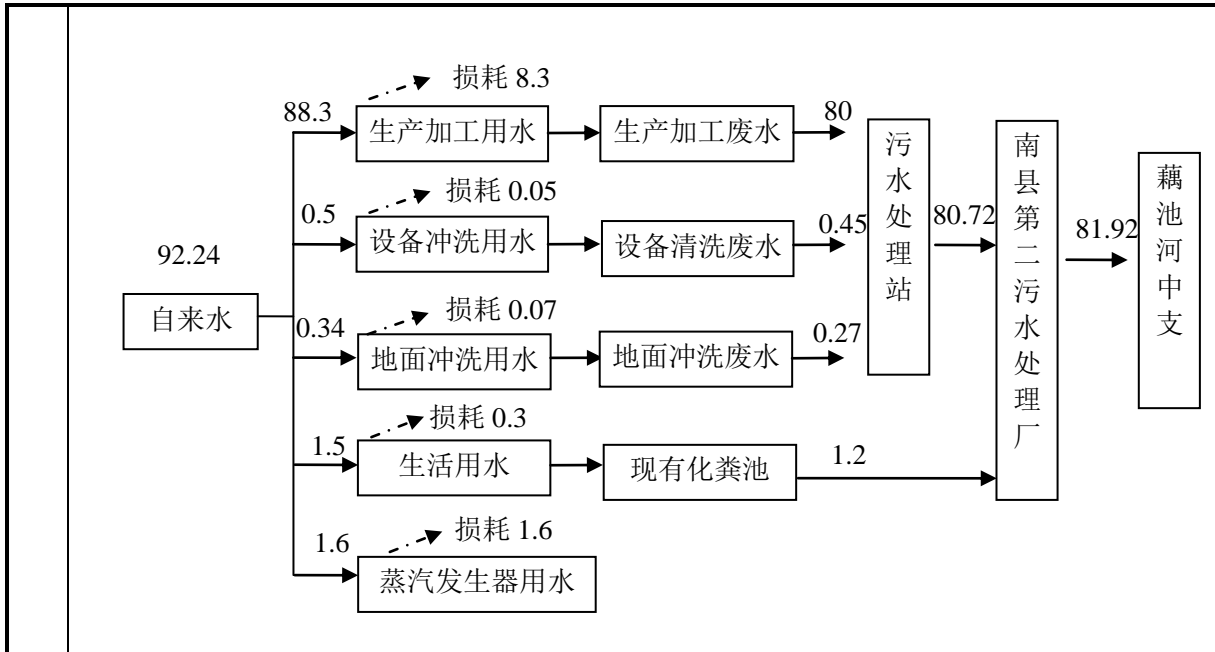 损耗 8.3
88.3
生产加工用水
生产加工废水
80
损耗 0.05
0.5
设备冲洗用水
设备清洗废水
0.45
92.24
自来水
损耗 0.07
0.34
地面冲洗用水
地面冲洗废水
0.27
污水处理站
80.72
南县第二污水处理厂
81.92
藕池河中支
损耗 0.3
1.5
生活用水
现有化粪池
1.2
损耗 1.6
1.6
蒸汽发生器用水